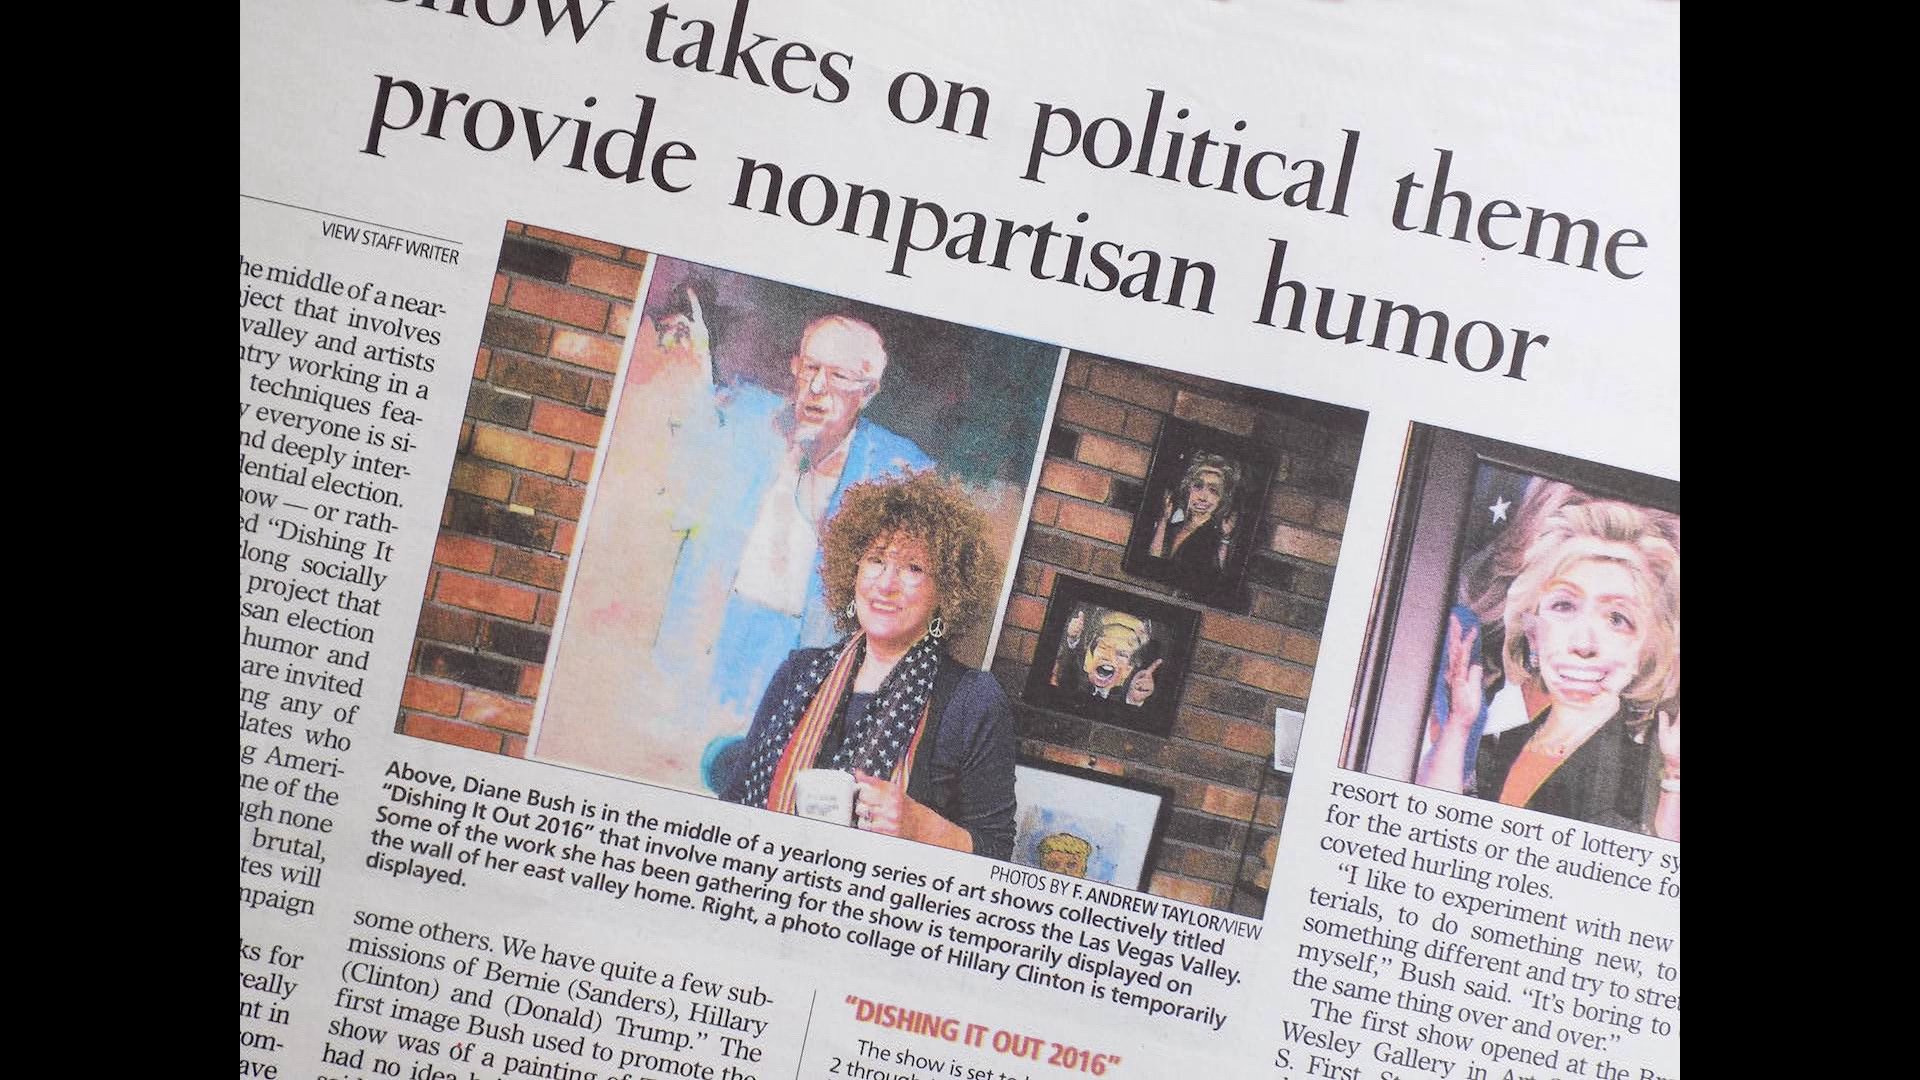 show takes on political theme
provide nonpartisan humor
VIEW STAFF WRITER
he middle of a near-
ject that involves
valley and artists
ntry working in a
techniques fea-
y everyone is si-
nd deeply inter-
dential election.
how — or rath-
ed “Dishing It
long socially
project that
san election
humor and
are invited
ng any of
dates who
g Ameri-
ne of the
ugh none
brutal,
tes will
mpaign
ks for
really
nt in
com-
ave
PHOTOS BY F. ANDREW TAYLOR/VIEW
Above, Diane Bush is in the middle of a yearlong series of art shows collectively titled
“Dishing It Out 2016” that involve many artists and galleries across the Las Vegas Valley.
Some of the work she has been gathering for the show is temporarily displayed on
the wall of her east valley home. Right, a photo collage of Hillary Clinton is temporarily
displayed.
some others. We have quite a few sub-
missions of Bernie (Sanders), Hillary
(Clinton) and (Donald) Trump.” The
first image Bush used to promote the
show was of a painting of
had no idea
“DISHING IT OUT 2016”
The show is set to
2 through
resort to some sort of lottery sy
for the artists or the audience fo
coveted hurling roles.
“I like to experiment with new
terials, to do something new, to
something different and try to stre
myself,” Bush said. “It’s boring to
the same thing over and over.”
The first show opened at the Br
Wesley Gallery in Art
S. First St